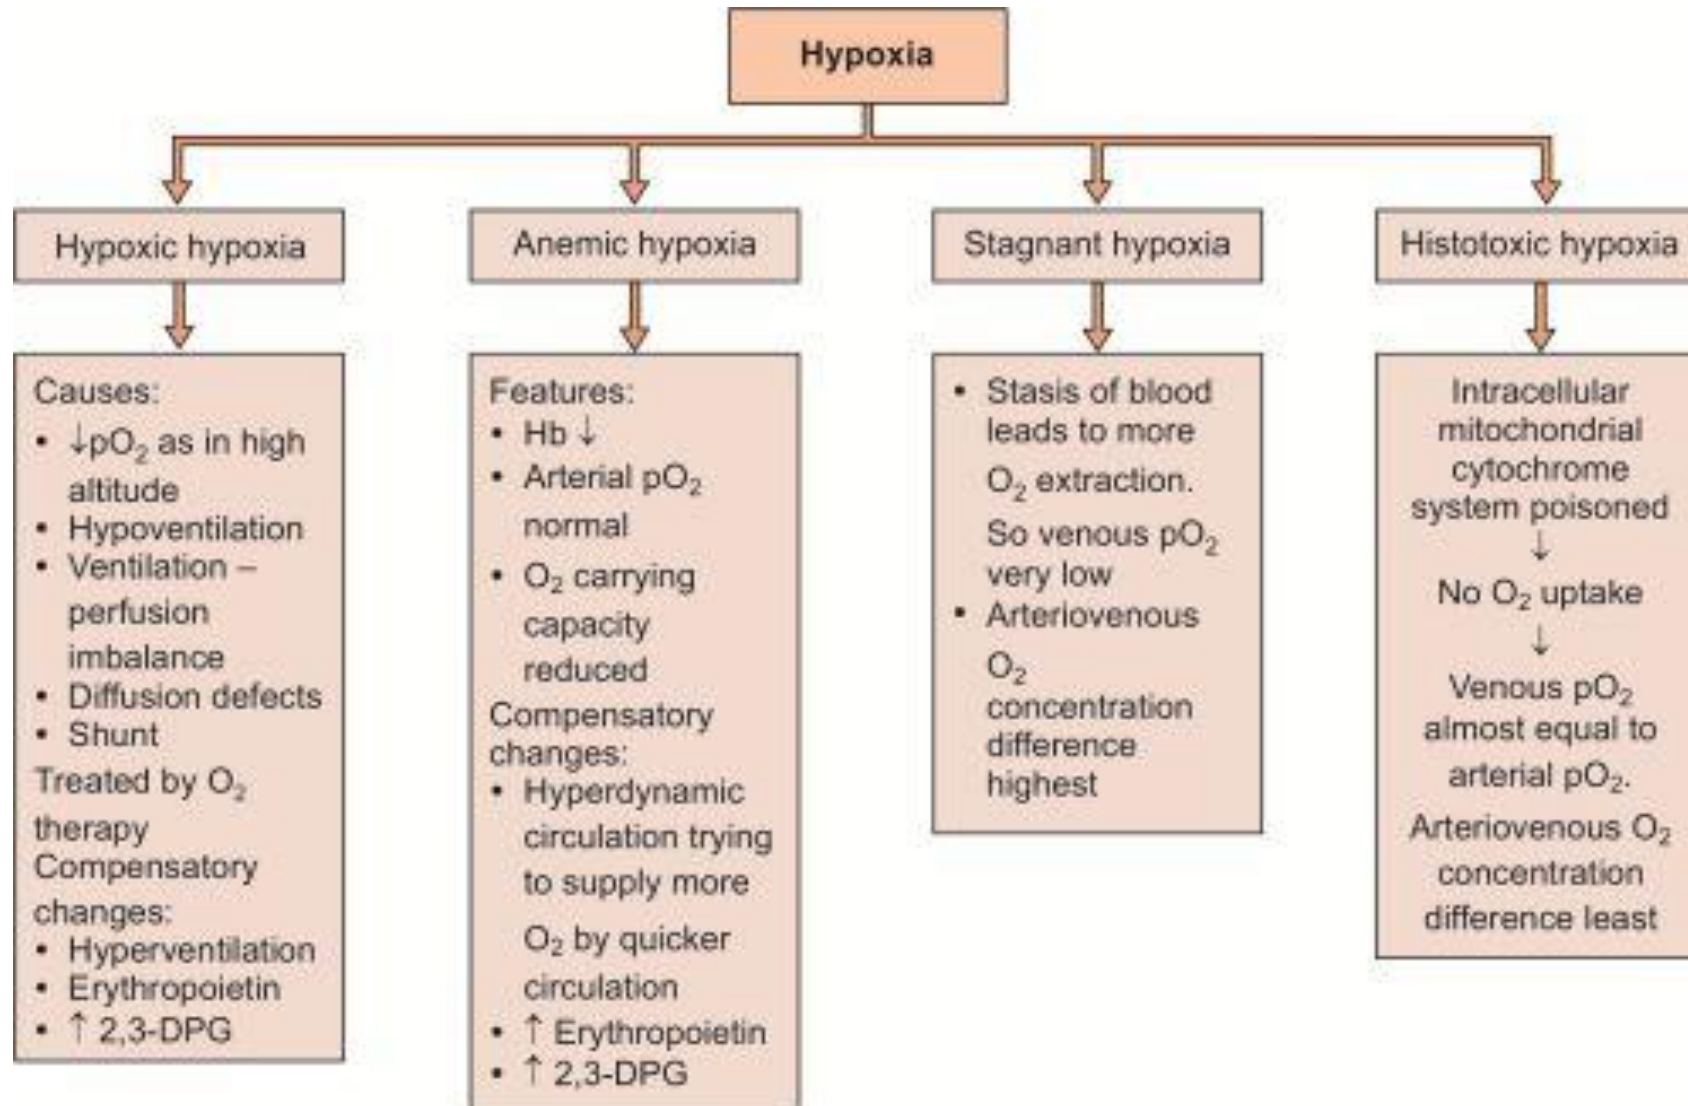 Hypoxia
Hypoxic hypoxia
Anemic hypoxia
Stagnant hypoxia
Histotoxic hypoxia
Causes:
• ↓pO₂ as in high
altitude
• Hypoventilation
• Ventilation –
perfusion
imbalance
• Diffusion defects
• Shunt
Treated by O₂
therapy
Compensatory
changes:
• Hyperventilation
• Erythropoietin
• ↑ 2,3-DPG
Features:
• Hb ↓
• Arterial pO₂
normal
• O₂ carrying
capacity
reduced
Compensatory
changes:
• Hyperdynamic
circulation trying
to supply more
O₂ by quicker
circulation
• ↑ Erythropoietin
• ↑ 2,3-DPG
• Stasis of blood
leads to more
O₂ extraction.
So venous pO₂
very low
• Arteriovenous
O₂
concentration
difference
highest
Intracellular
mitochondrial
cytochrome
system poisoned
↓
No O₂ uptake
↓
Venous pO₂
almost equal to
arterial pO₂.
Arteriovenous O₂
concentration
difference least